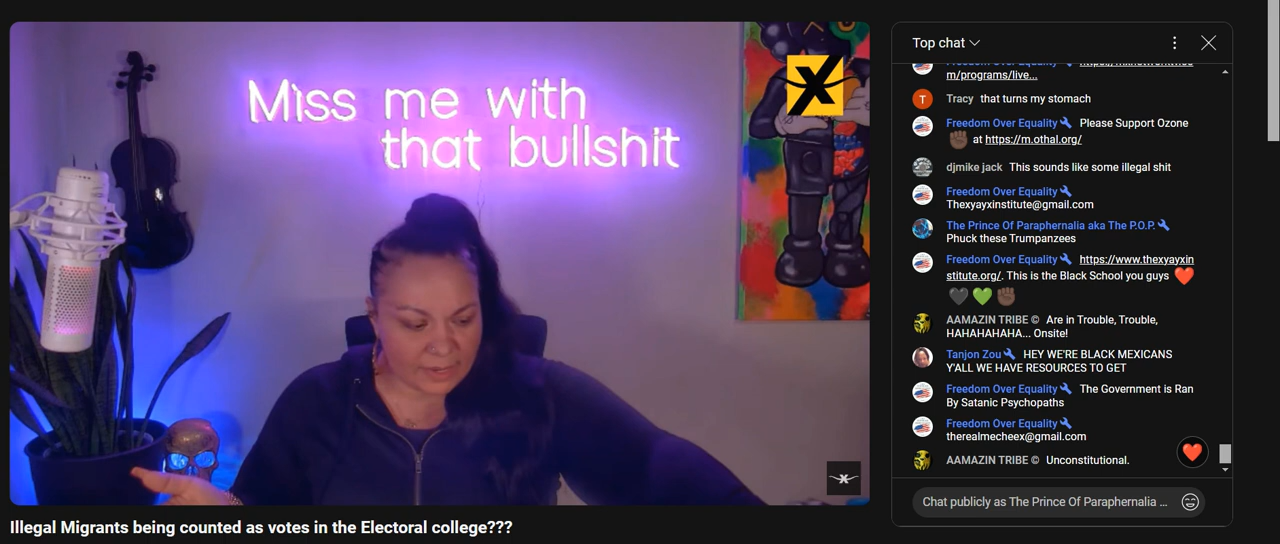 Miss me with
that bullshit
X
Illegal Migrants being counted as votes in the Electoral college???
Top chat
Freedom Over Equality
m/programs/live...
Tracy that turns my stomach
Freedom Over Equality Please Support Ozone
✊🏾 at https://m.othal.org/
djmike jack This sounds like some illegal shit
Freedom Over Equality
Thexyayxinstitute@gmail.com
The Prince Of Paraphernalia aka The P.O.P.
Phuck these Trumpanzees
Freedom Over Equality https://www.thexyayxin
stitute.org/. This is the Black School you guys ❤️
🖤 💚 ✊🏾
AAMAZIN TRIBE © Are in Trouble, Trouble,
HAHAHAHAHA... Onsite!
Tanjon Zou HEY WE'RE BLACK MEXICANS
Y'ALL WE HAVE RESOURCES TO GET
Freedom Over Equality The Government is Ran
By Satanic Psychopaths
Freedom Over Equality
therealmecheex@gmail.com
AAMAZIN TRIBE © Unconstitutional.
Chat publicly as The Prince Of Paraphernalia ...